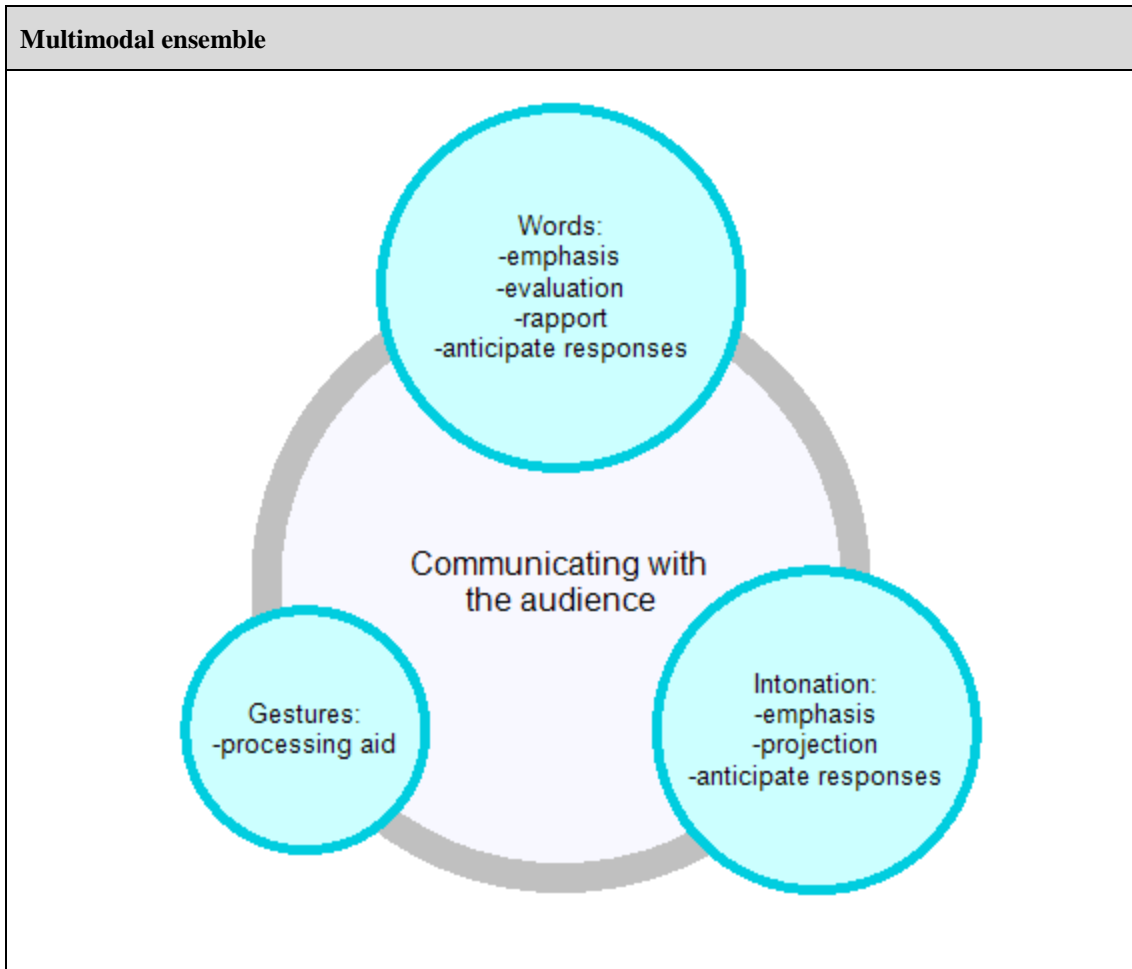 Multimodal ensemble
Words:
-emphasis
-evaluation
-rapport
-anticipate responses
Communicating with
the audience
Gestures:
-processing aid
Intonation:
-emphasis
-projection
-anticipate responses